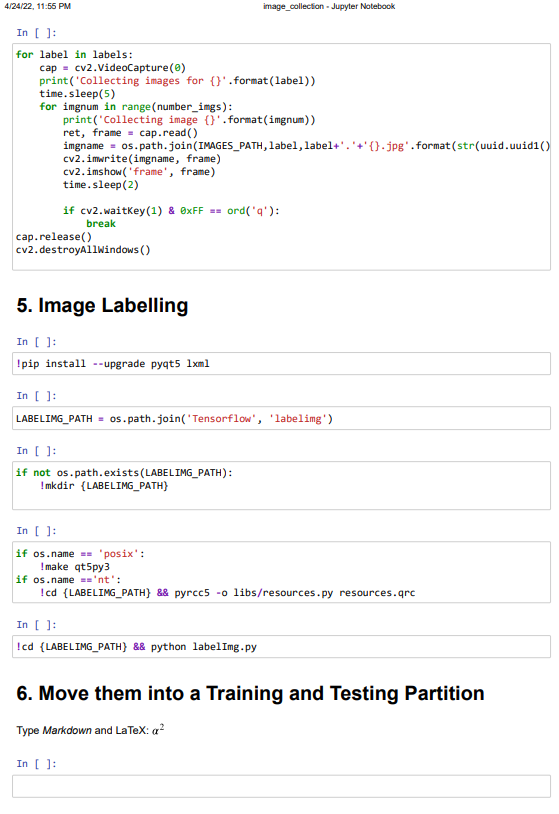 4/24/22, 11:55 PM image_collection - Jupyter Notebook
In [ ]:
for label in labels:
    cap = cv2.VideoCapture(0)
    print('Collecting images for {}'.format(label))
    time.sleep(5)
    for imgnum in range(number_imgs):
        print('Collecting image {}'.format(imgnum))
        ret, frame = cap.read()
        imgname = os.path.join(IMAGES_PATH,label,label+'.'+'{}.jpg'.format(str(uuid.uuid1()
        cv2.imwrite(imgname, frame)
        cv2.imshow('frame', frame)
        time.sleep(2)
        if cv2.waitKey(1) & 0xFF == ord('q'):
            break
cap.release()
cv2.destroyAllWindows()
5. Image Labelling
In [ ]:
!pip install --upgrade pyqt5 lxml
In [ ]:
LABELIMG_PATH = os.path.join('Tensorflow', 'labelimg')
In [ ]:
if not os.path.exists(LABELIMG_PATH):
    !mkdir {LABELIMG_PATH}
In [ ]:
if os.name == 'posix':
    !make qt5py3
if os.name =='nt':
    !cd {LABELIMG_PATH} && pyrcc5 -o libs/resources.py resources.qrc
In [ ]:
!cd {LABELIMG_PATH} && python labelImg.py
6. Move them into a Training and Testing Partition
Type Markdown and LaTeX: α²
In [ ]: